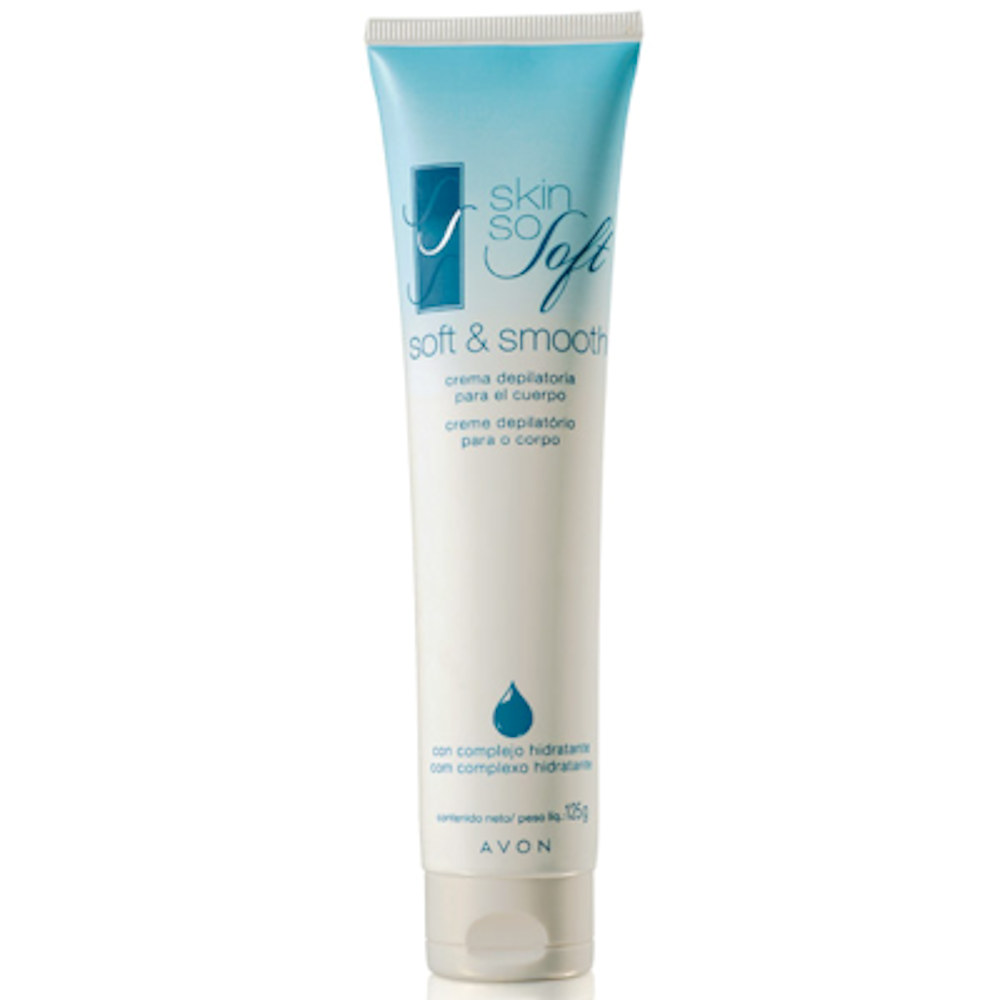 skin
so
Soft
soft & smooth
crema depilatoria
para el cuerpo
creme depilatório
para o corpo
con complejo hidratante
com complexo hidratante
contenido neto/ peso líq.: 125g
AVON